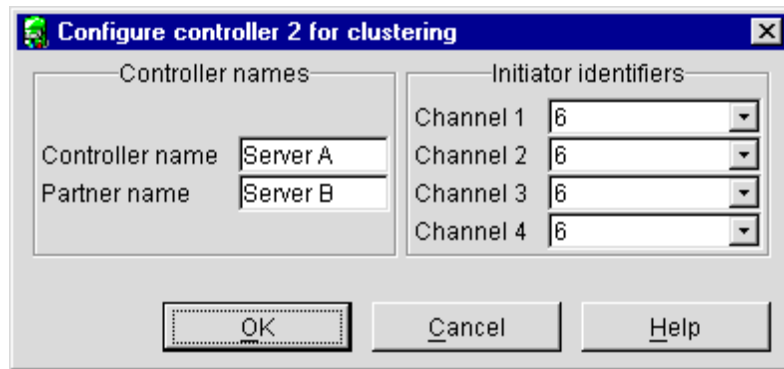 Configure controller 2 for clustering
Controller names
Controller name Server A
Partner name Server B
Initiator identifiers
Channel 1 6
Channel 2 6
Channel 3 6
Channel 4 6
OK Cancel Help